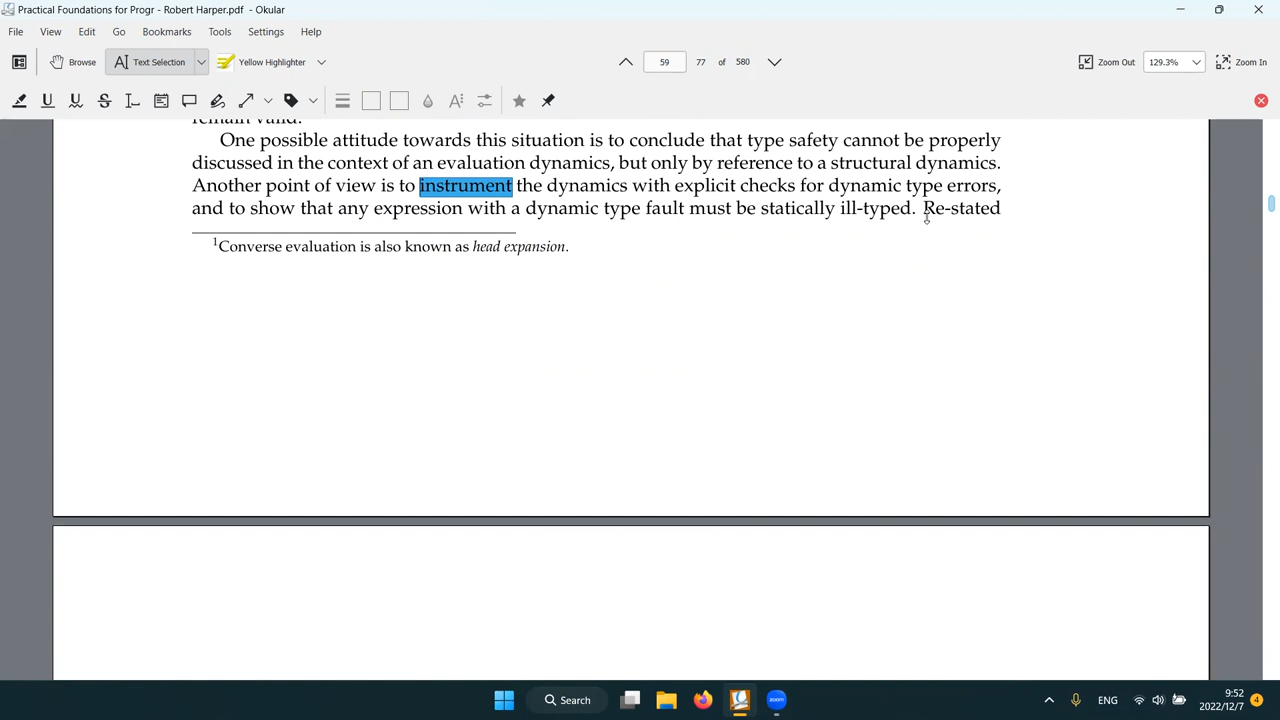 Practical Foundations for Progr - Robert Harper.pdf - Okular
File View Edit Go Bookmarks Tools Settings Help
Browse Text Selection Yellow Highlighter 59 77 of 580 Zoom Out 129.3% Zoom In
remain valid.
One possible attitude towards this situation is to conclude that type safety cannot be properly
discussed in the context of an evaluation dynamics, but only by reference to a structural dynamics.
Another point of view is to instrument the dynamics with explicit checks for dynamic type errors,
and to show that any expression with a dynamic type fault must be statically ill-typed. Re-stated
1Converse evaluation is also known as head expansion.
Search
zoom
ENG
9:52
2022/12/7
4